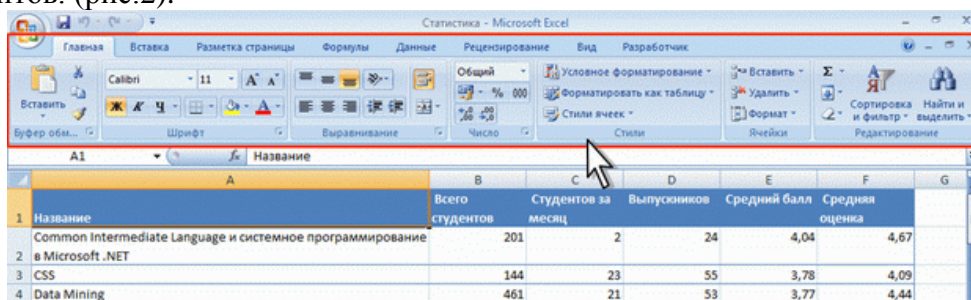 нтов. (рис.2).
Статистика - Microsoft Excel
Главная Вставка Разметка страницы Формулы Данные Рецензирование Вид Разработчик
Calibri 11 A A Общий Условное форматирование Вставить Σ
Вставить Ж К Ч % 000 Форматировать как таблицу Удалить Сортировка и фильтр Найти и выделить
Стили ячеек Формат
Буфер обм... Шрифт Выравнивание Число Стили Ячейки Редактирование
A1 fx Название
A B C D E F G
1 Название Всего студентов Студентов за месяц Выпускников Средний балл Средняя оценка
2 Common Intermediate Language и системное программирование в Microsoft .NET 201 2 24 4,04 4,67
3 CSS 144 23 55 3,78 4,09
4 Data Mining 461 21 53 3,77 4,44